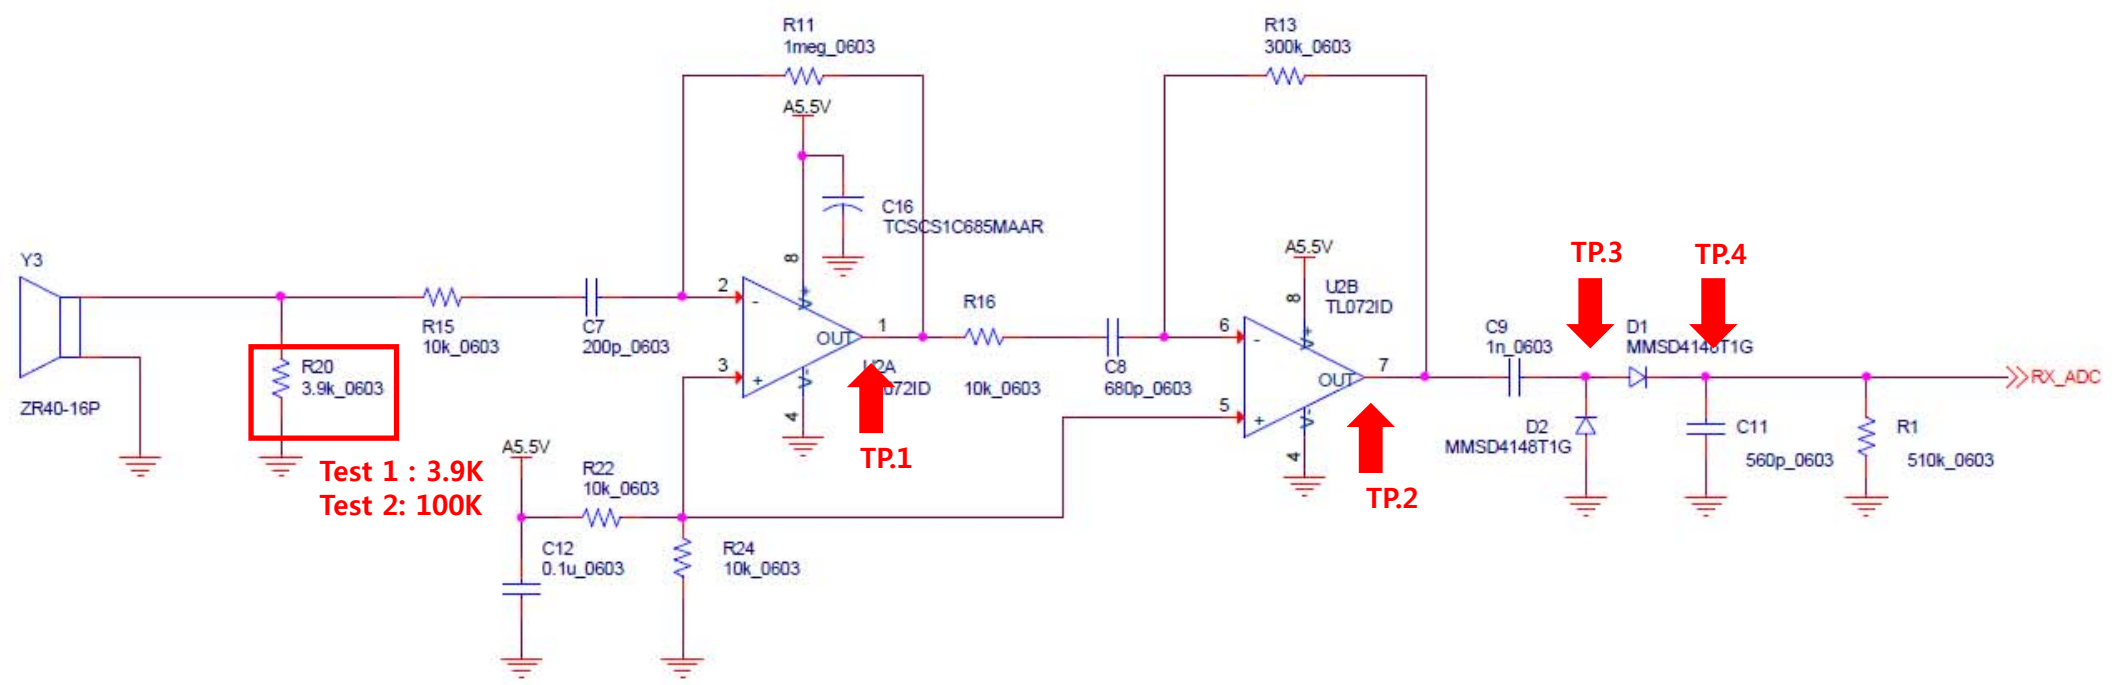 R11
1meg_0603
R13
300k_0603
A5.5V
C16
TCSCS1C685MAAR
8
A5.5V
TP.3
TP.4
Y3
2
-
V+
OUT
1
R16
8
U2B
TL072ID
V+
R15
10k_0603
C7
200p_0603
6
-
C9
1n_0603
D1
MMSD4148T1G
R20
3.9k_0603
3
+
V-
U2A
TL072ID
10k_0603
C8
680p_0603
OUT
7
RX_ADC
ZR40-16P
4
5
+
V-
D2
MMSD4148T1G
C11
560p_0603
R1
510k_0603
A5.5V
TP.1
4
Test 1 : 3.9K
Test 2: 100K
R22
10k_0603
TP.2
C12
0.1u_0603
R24
10k_0603